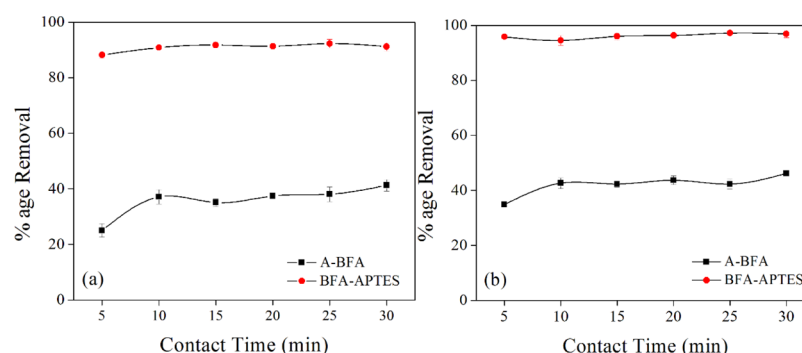 100
80
60
40
20
0
% age Removal
(a)
A-BFA
BFA-APTES
5 10 15 20 25 30
Contact Time (min)
100
80
60
40
20
0
% age Removal
(b)
A-BFA
BFA-APTES
5 10 15 20 25 30
Contact Time (min)